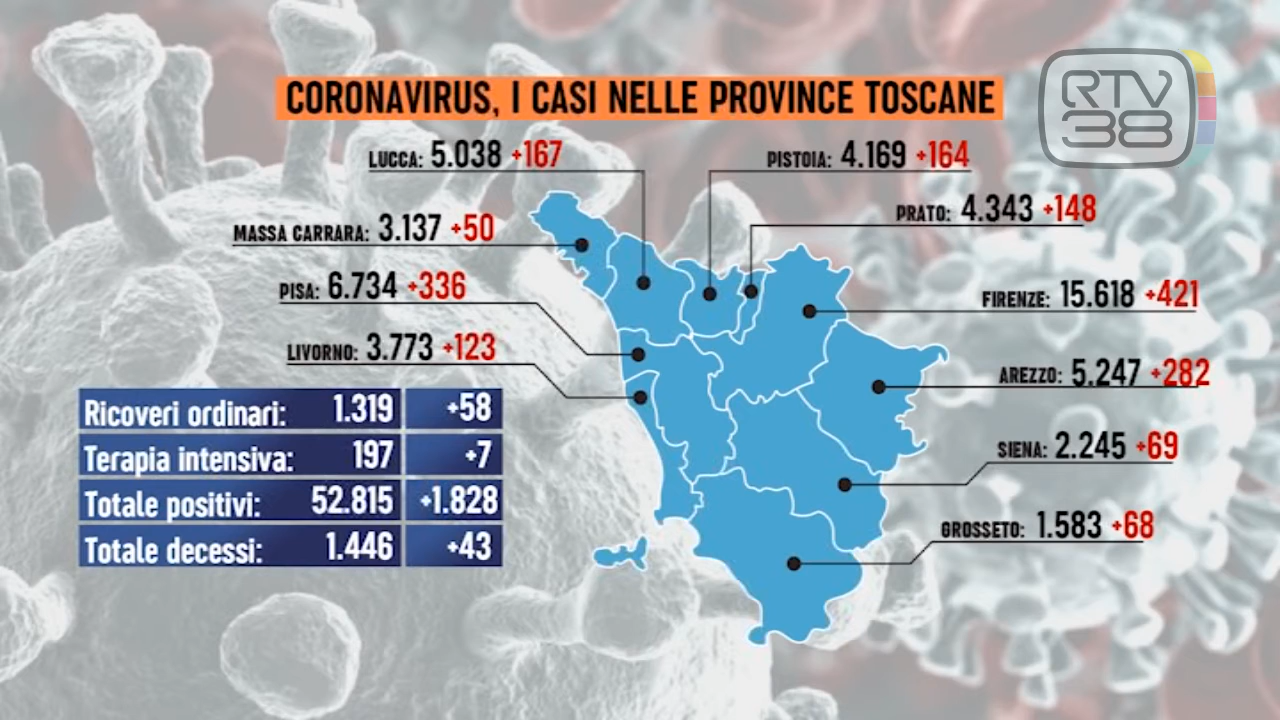 CORONAVIRUS, I CASI NELLE PROVINCE TOSCANE
RTV
38
LUCCA: 5.038 +167
PISTOIA: 4.169 +164
MASSA CARRARA: 3.137 +50
PRATO: 4.343 +148
PISA: 6.734 +336
FIRENZE: 15.618 +421
LIVORNO: 3.773 +123
AREZZO: 5.247 +282
SIENA: 2.245 +69
GROSSETO: 1.583 +68
Ricoveri ordinari: 1.319 +58
Terapia intensiva: 197 +7
Totale positivi: 52.815 +1.828
Totale decessi: 1.446 +43